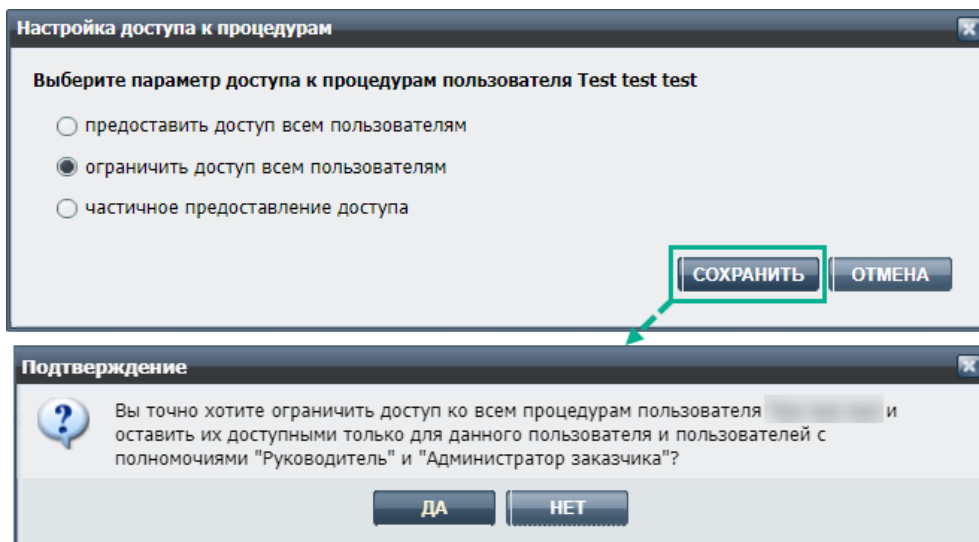 Настройка доступа к процедурам
Выберите параметр доступа к процедурам пользователя Test test test
предоставить доступ всем пользователям
ограничить доступ всем пользователям
частичное предоставление доступа
СОХРАНИТЬ ОТМЕНА
Подтверждение
Вы точно хотите ограничить доступ ко всем процедурам пользователя и
оставить их доступными только для данного пользователя и пользователей с
полномочиями "Руководитель" и "Администратор заказчика"?
ДА НЕТ